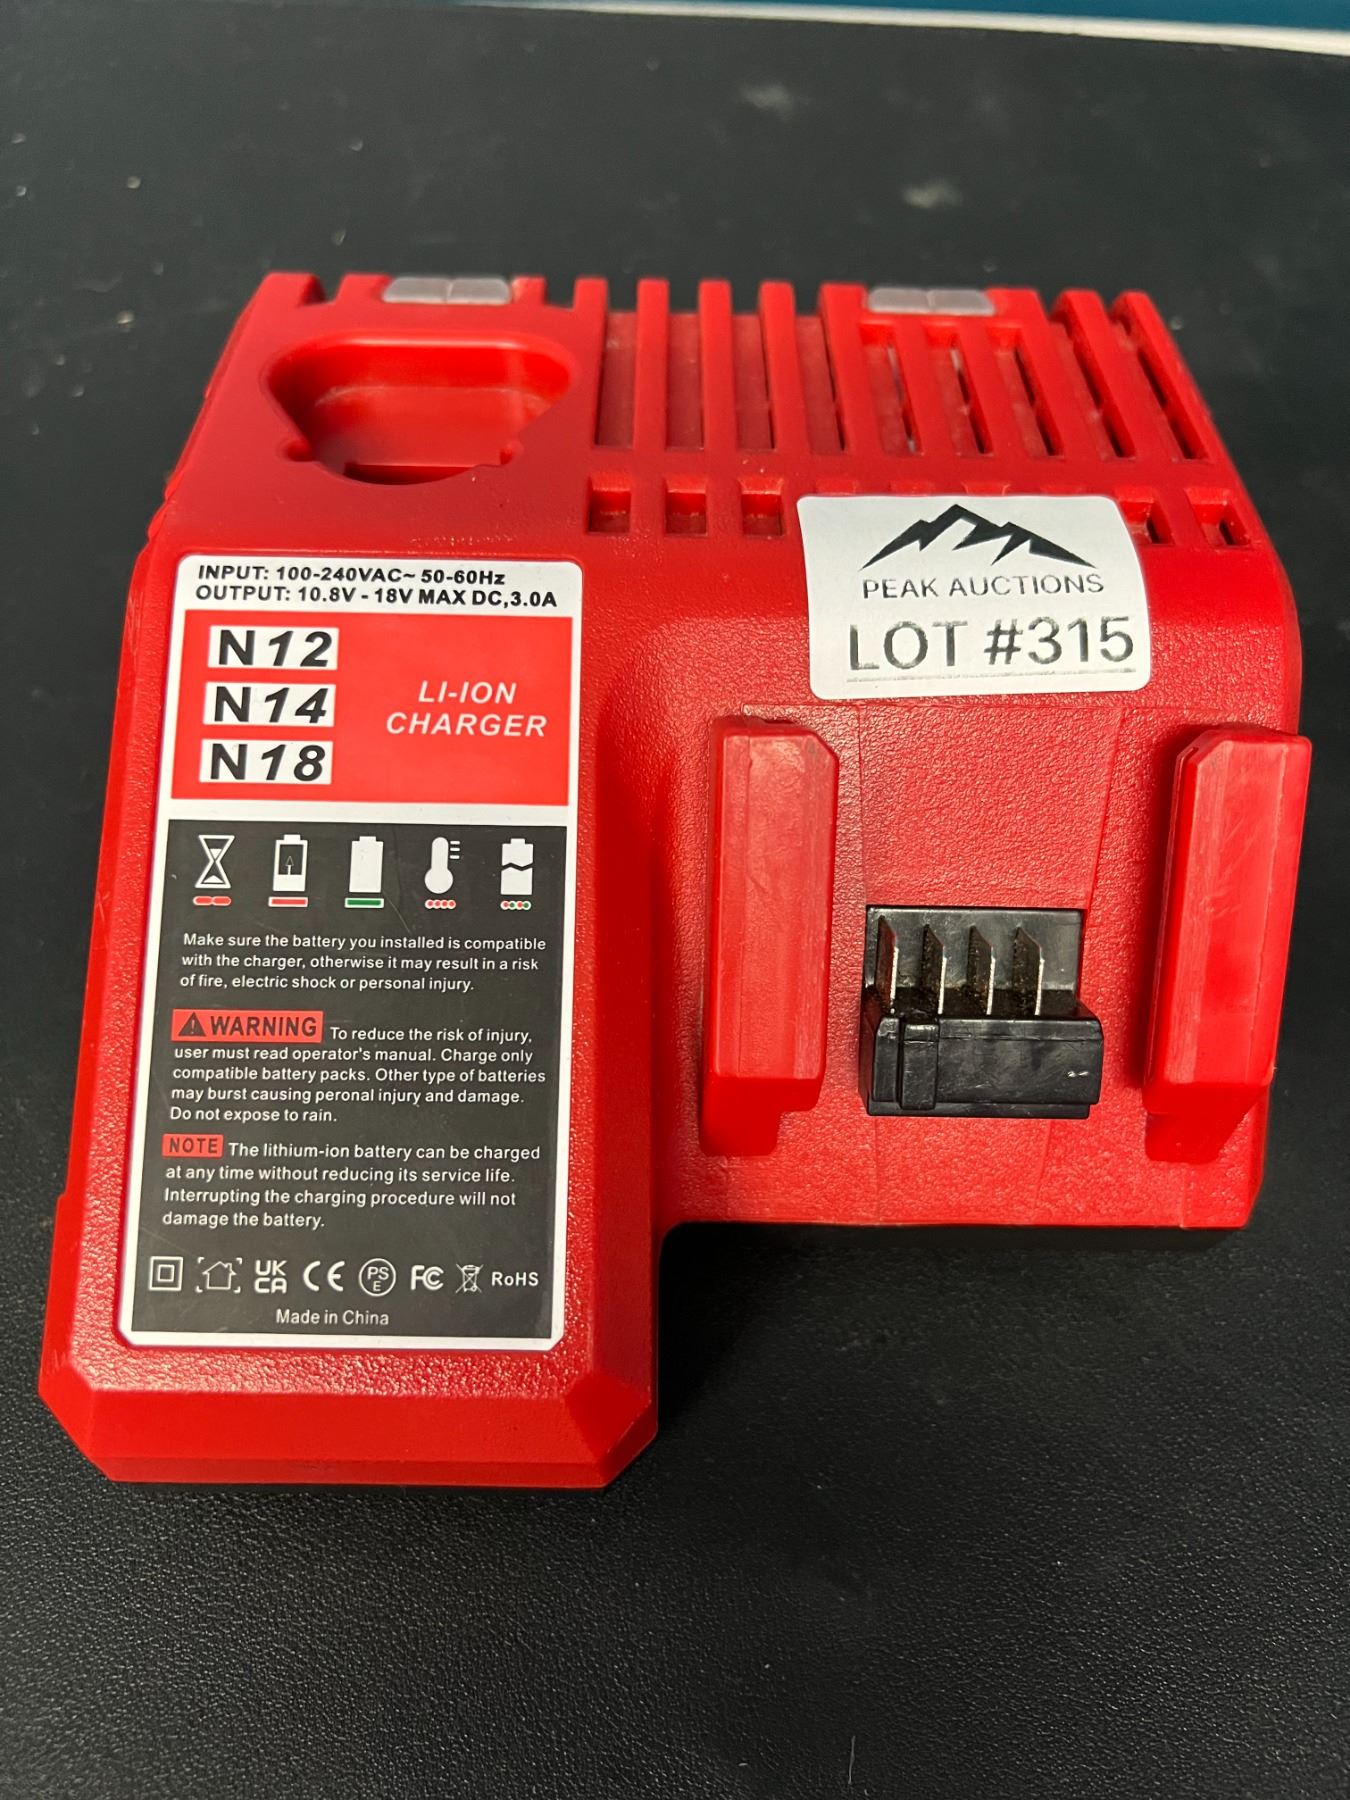 INPUT: 100-240VAC~ 50-60Hz
OUTPUT: 10.8V - 18V MAX DC,3.0A
N12
N14
N18
LI-ION
CHARGER
Make sure the battery you installed is compatible
with the charger, otherwise it may result in a risk
of fire, electric shock or personal injury.
WARNING To reduce the risk of injury,
user must read operator's manual. Charge only
compatible battery packs. Other type of batteries
may burst causing peronal injury and damage.
Do not expose to rain.
NOTE The lithium-ion battery can be charged
at any time without reducing its service life.
Interrupting the charging procedure will not
damage the battery.
UK
CA CE PS
E FC RoHS
Made in China
PEAK AUCTIONS
LOT #315